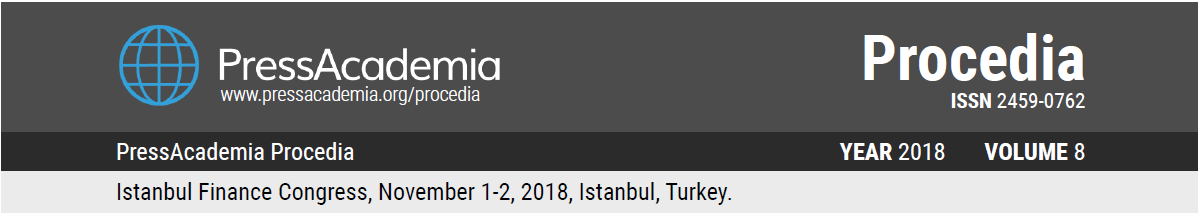 PressAcademia
www.pressacademia.org/procedia
Procedia
ISSN 2459-0762
PressAcademia Procedia
YEAR 2018 VOLUME 8
Istanbul Finance Congress, November 1-2, 2018, Istanbul, Turkey.